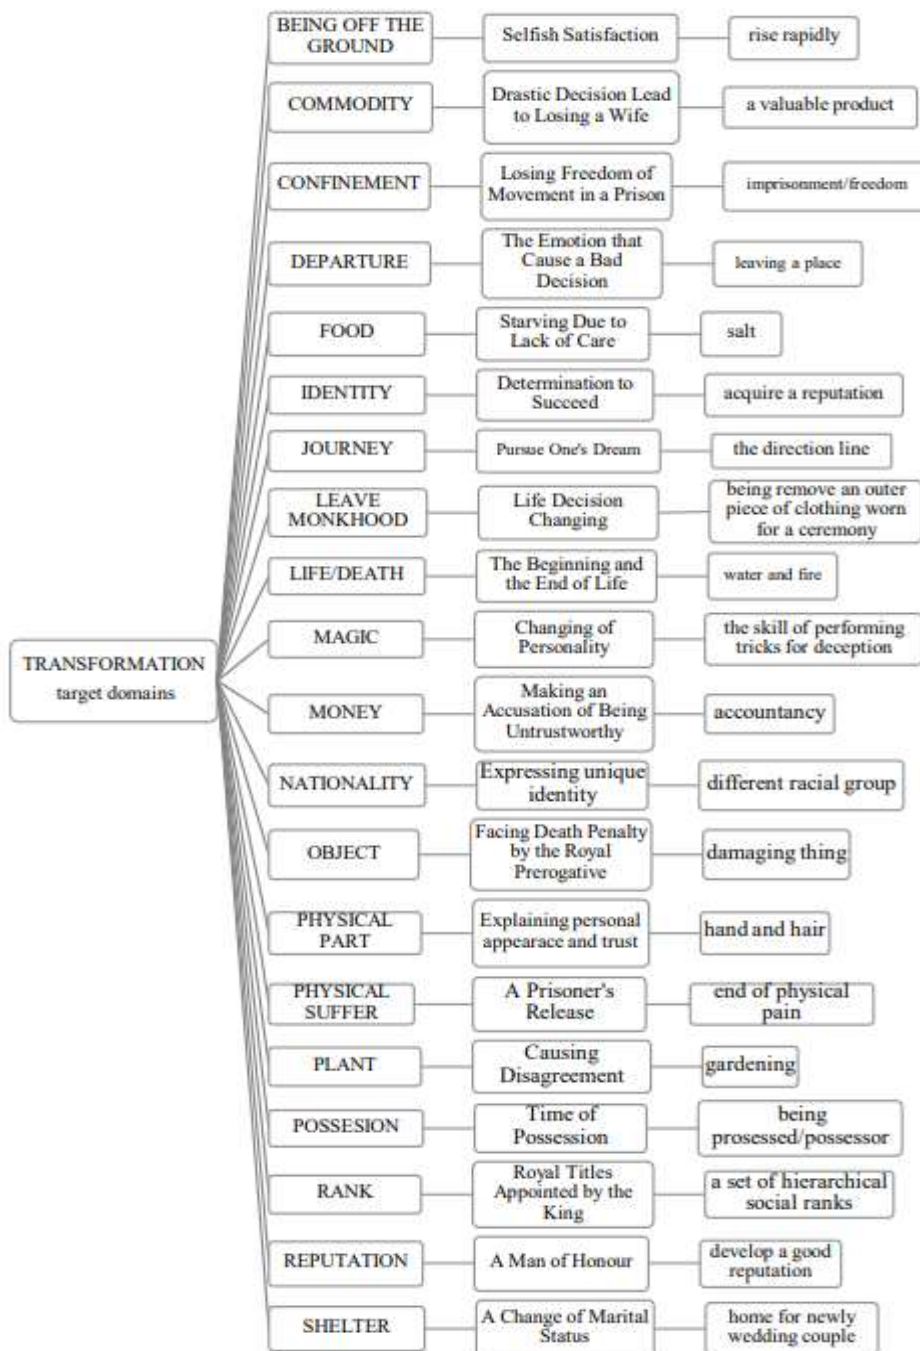 BEING OFF THE
GROUND
Selfish Satisfaction
rise rapidly
COMMODITY
Drastic Decision Lead
to Losing a Wife
a valuable product
CONFINEMENT
Losing Freedom of
Movement in a Prison
imprisonment/freedom
DEPARTURE
The Emotion that
Cause a Bad
Decision
leaving a place
FOOD
Starving Due to
Lack of Care
salt
IDENTITY
Determination to
Succeed
acquire a reputation
JOURNEY
Pursue One's Dream
the direction line
LEAVE
MONKHOOD
Life Decision
Changing
being remove an outer
piece of clothing worn
for a ceremony
LIFE/DEATH
The Beginning and
the End of Life
water and fire
MAGIC
Changing of
Personality
the skill of performing
tricks for deception
TRANSFORMATION
target domains
MONEY
Making an
Accusation of Being
Untrustworthy
accountancy
NATIONALITY
Expressing unique
identity
different racial group
OBJECT
Facing Death Penalty
by the Royal
Prerogative
damaging thing
PHYSICAL
PART
Explaining personal
appearace and trust
hand and hair
PHYSICAL
SUFFER
A Prisoner's
Release
end of physical
pain
PLANT
Causing
Disagreement
gardening
POSSESION
Time of
Possession
being
prosessed/possessor
RANK
Royal Titles
Appointed by the
King
a set of hierarchical
social ranks
REPUTATION
A Man of Honour
develop a good
reputation
SHELTER
A Change of Marital
Status
home for newly
wedding couple